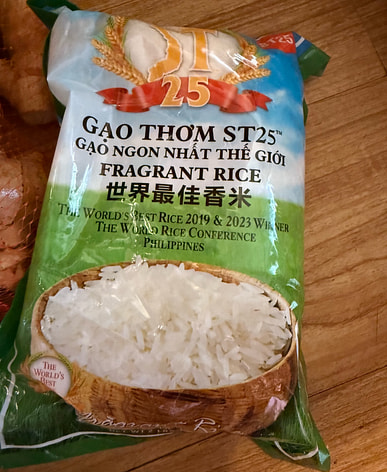 ST
25
GẠO THƠM ST25™
GẠO NGON NHẤT THẾ GIỚI
FRAGRANT RICE
世界最佳香米
THE WORLD'S BEST RICE 2019 & 2023 WINNER
THE WORLD RICE CONFERENCE
PHILIPPINES
THE
WORLD'S
BEST